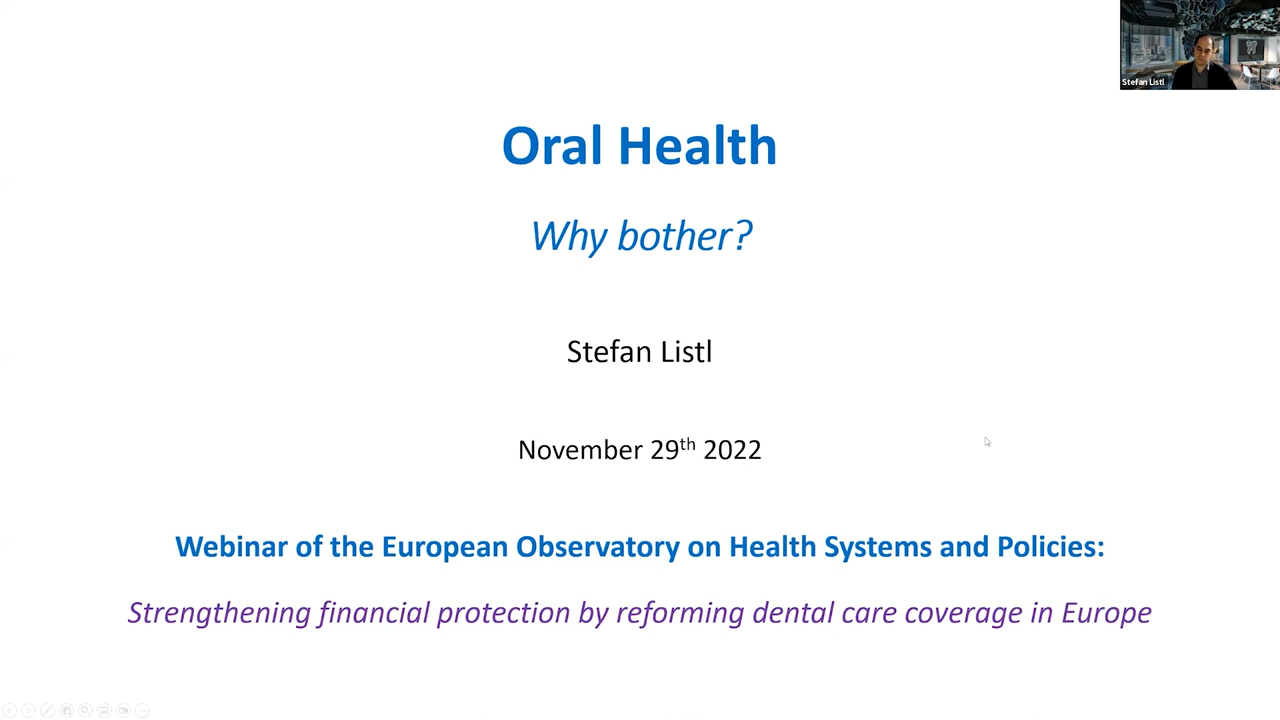 Stefan Listl
Oral Health
Why bother?
Stefan Listl
November 29th 2022
Webinar of the European Observatory on Health Systems and Policies:
Strengthening financial protection by reforming dental care coverage in Europe